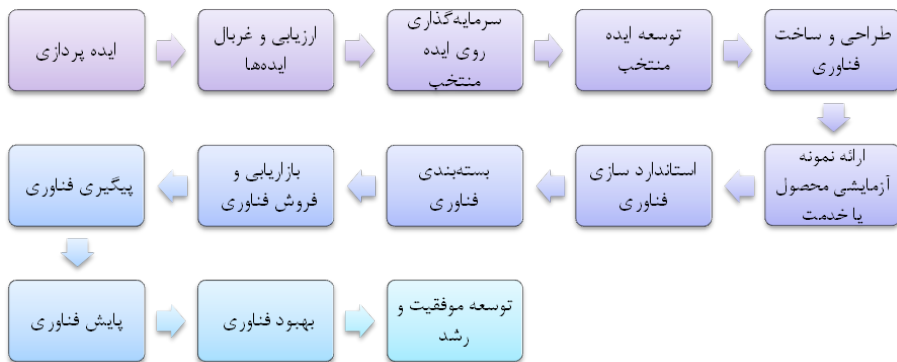 ایده پردازی
ارزیابی و غربال
ایده‌ها
سرمایه‌گذاری
روی ایده
منتخب
توسعه ایده
منتخب
طراحی و ساخت
فناوری
ارائه نمونه
آزمایشی محصول
یا خدمت
استاندارد سازی
فناوری
بسته‌بندی
فناوری
بازاریابی و
فروش فناوری
پیگیری فناوری
پایش فناوری
بهبود فناوری
توسعه موفقیت و
رشد